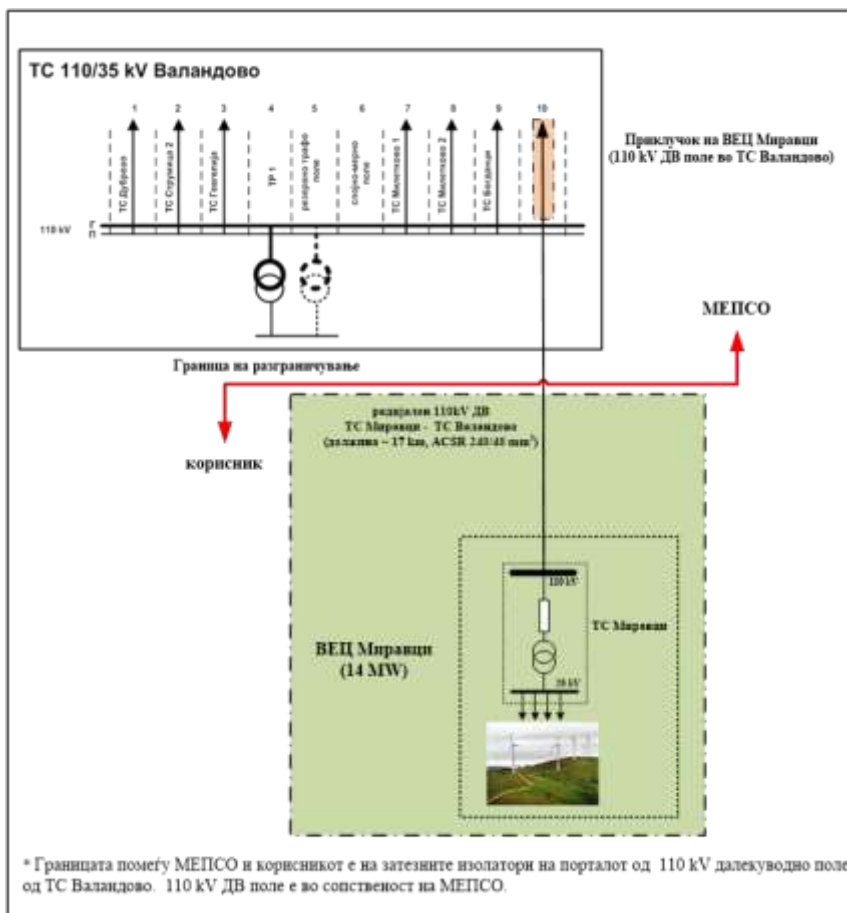 ТС 110/35 kV Валандово
1 2 3 4 5 6 7 8 9 10
ТС Дуброво
ТС Струмица 2
ТС Гевгелија
ТР 1
резервно трафо
поле
спојно-мерно
поле
ТС Милетково 1
ТС Милетково 2
ТС Богданци
110 kV
Г
П
Приклучок на ВЕЦ Миравци
(110 kV ДВ поле во ТС Валандово)
МЕПСО
Граница на разграничување
корисник
радијален 110kV ДВ
ТС Миравци - ТС Валандово
(должина ~ 17 km, ACSR 240/40 mm²)
110 kV
ТС Миравци
ВЕЦ Миравци
(14 MW)
kV
* Границата помеѓу МЕПСО и корисникот е на затезните изолатори на порталот од 110 kV далекуводно поле
од ТС Валандово. 110 kV ДВ поле е во сопственост на МЕПСО.